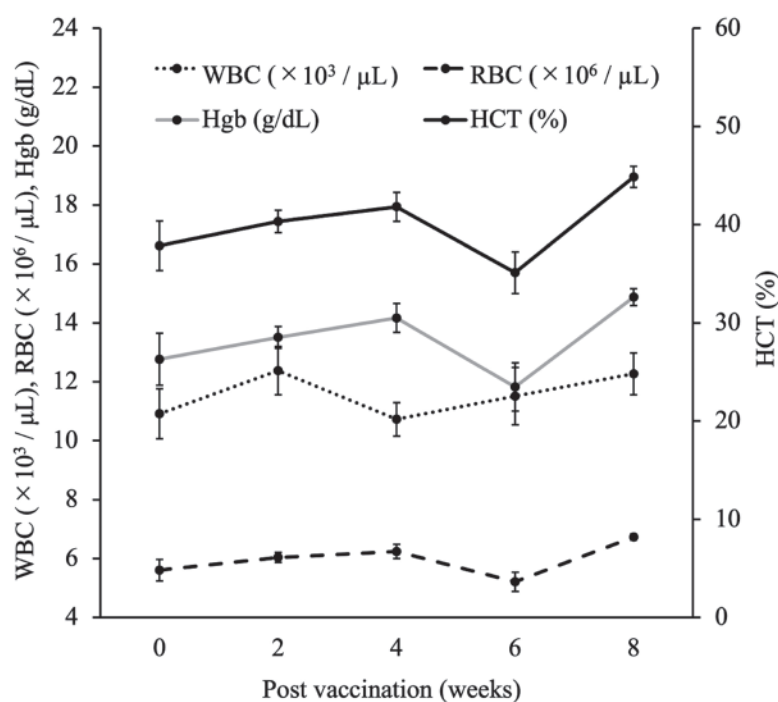 24
22
20
18
16
14
12
10
8
6
4
60
50
40
30
20
10
0
WBC (×10³ / μL)
RBC (×10⁶ / μL)
Hgb (g/dL)
HCT (%)
WBC (×10³ / μL), RBC (×10⁶ / μL), Hgb (g/dL)
HCT (%)
0 2 4 6 8
Post vaccination (weeks)